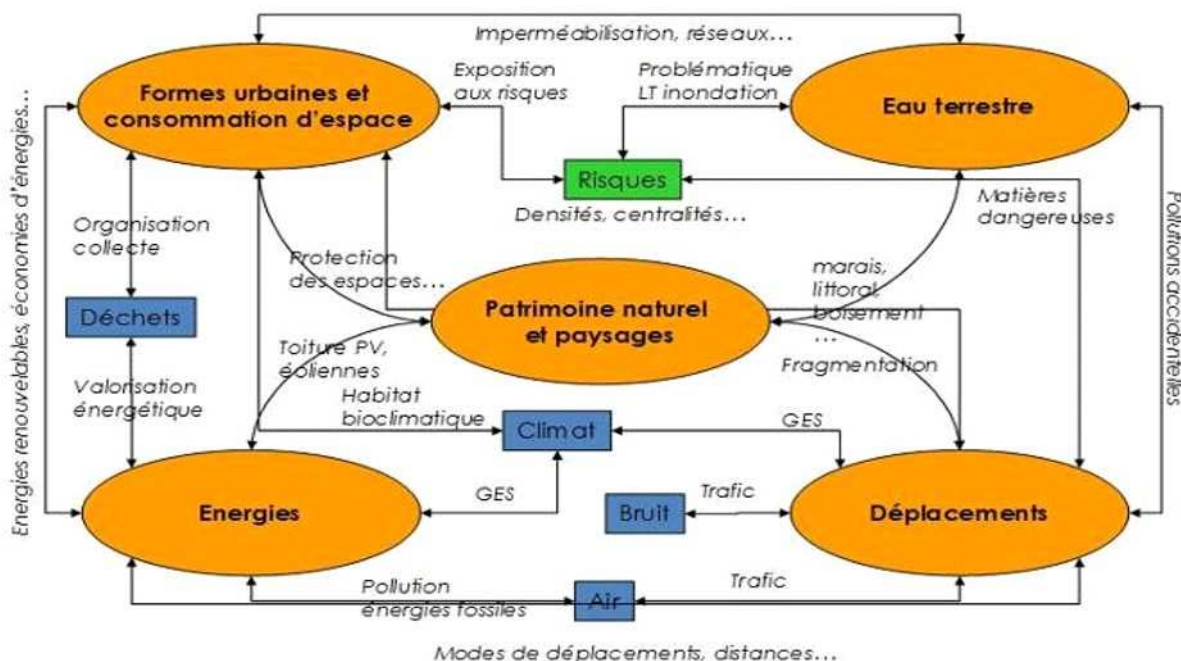 Imperméabilisation, réseaux...
Formes urbaines et
consommation d'espace
Exposition
aux risques
Problématique
LT inondation
Eau terrestre
Energies renouvelables, économies d'énergies...
Risques
Densités, centralités...
Matières
dangereuses
Pollutions accidentelles
Organisation
collecte
Protection
des espaces...
marais,
littoral,
boisement
...
Déchets
Patrimoine naturel
et paysages
Toiture PV,
éoliennes
Fragmentation
Valorisation
énergétique
Habitat
bioclimatique
Climat
GES
Energies
GES
Bruit
Trafic
Déplacements
Pollution
énergies fossiles
Air
Trafic
Modes de déplacements, distances...